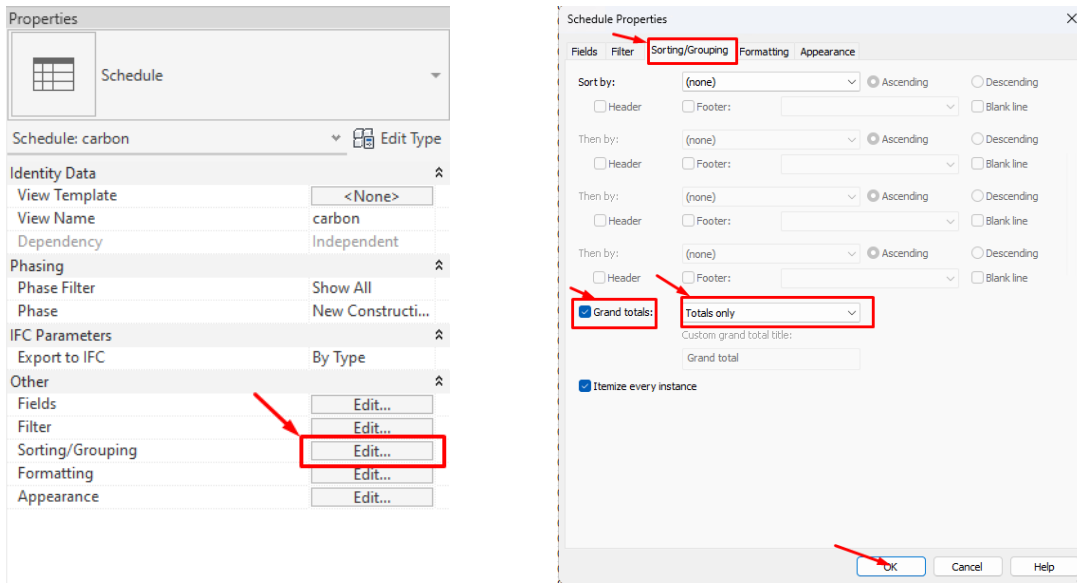 Properties
Schedule
Schedule: carbon Edit Type
Identity Data
View Template <None>
View Name carbon
Dependency Independent
Phasing
Phase Filter Show All
Phase New Constructi...
IFC Parameters
Export to IFC By Type
Other
Fields Edit...
Filter Edit...
Sorting/Grouping Edit...
Formatting Edit...
Appearance Edit...
Schedule Properties
Fields Filter Sorting/Grouping Formatting Appearance
Sort by: (none) Ascending Descending
Header Footer: Blank line
Then by: (none) Ascending Descending
Header Footer: Blank line
Then by: (none) Ascending Descending
Header Footer: Blank line
Then by: (none) Ascending Descending
Header Footer: Blank line
Grand totals: Totals only
Custom grand total title:
Grand total
Itemize every instance
OK Cancel Help